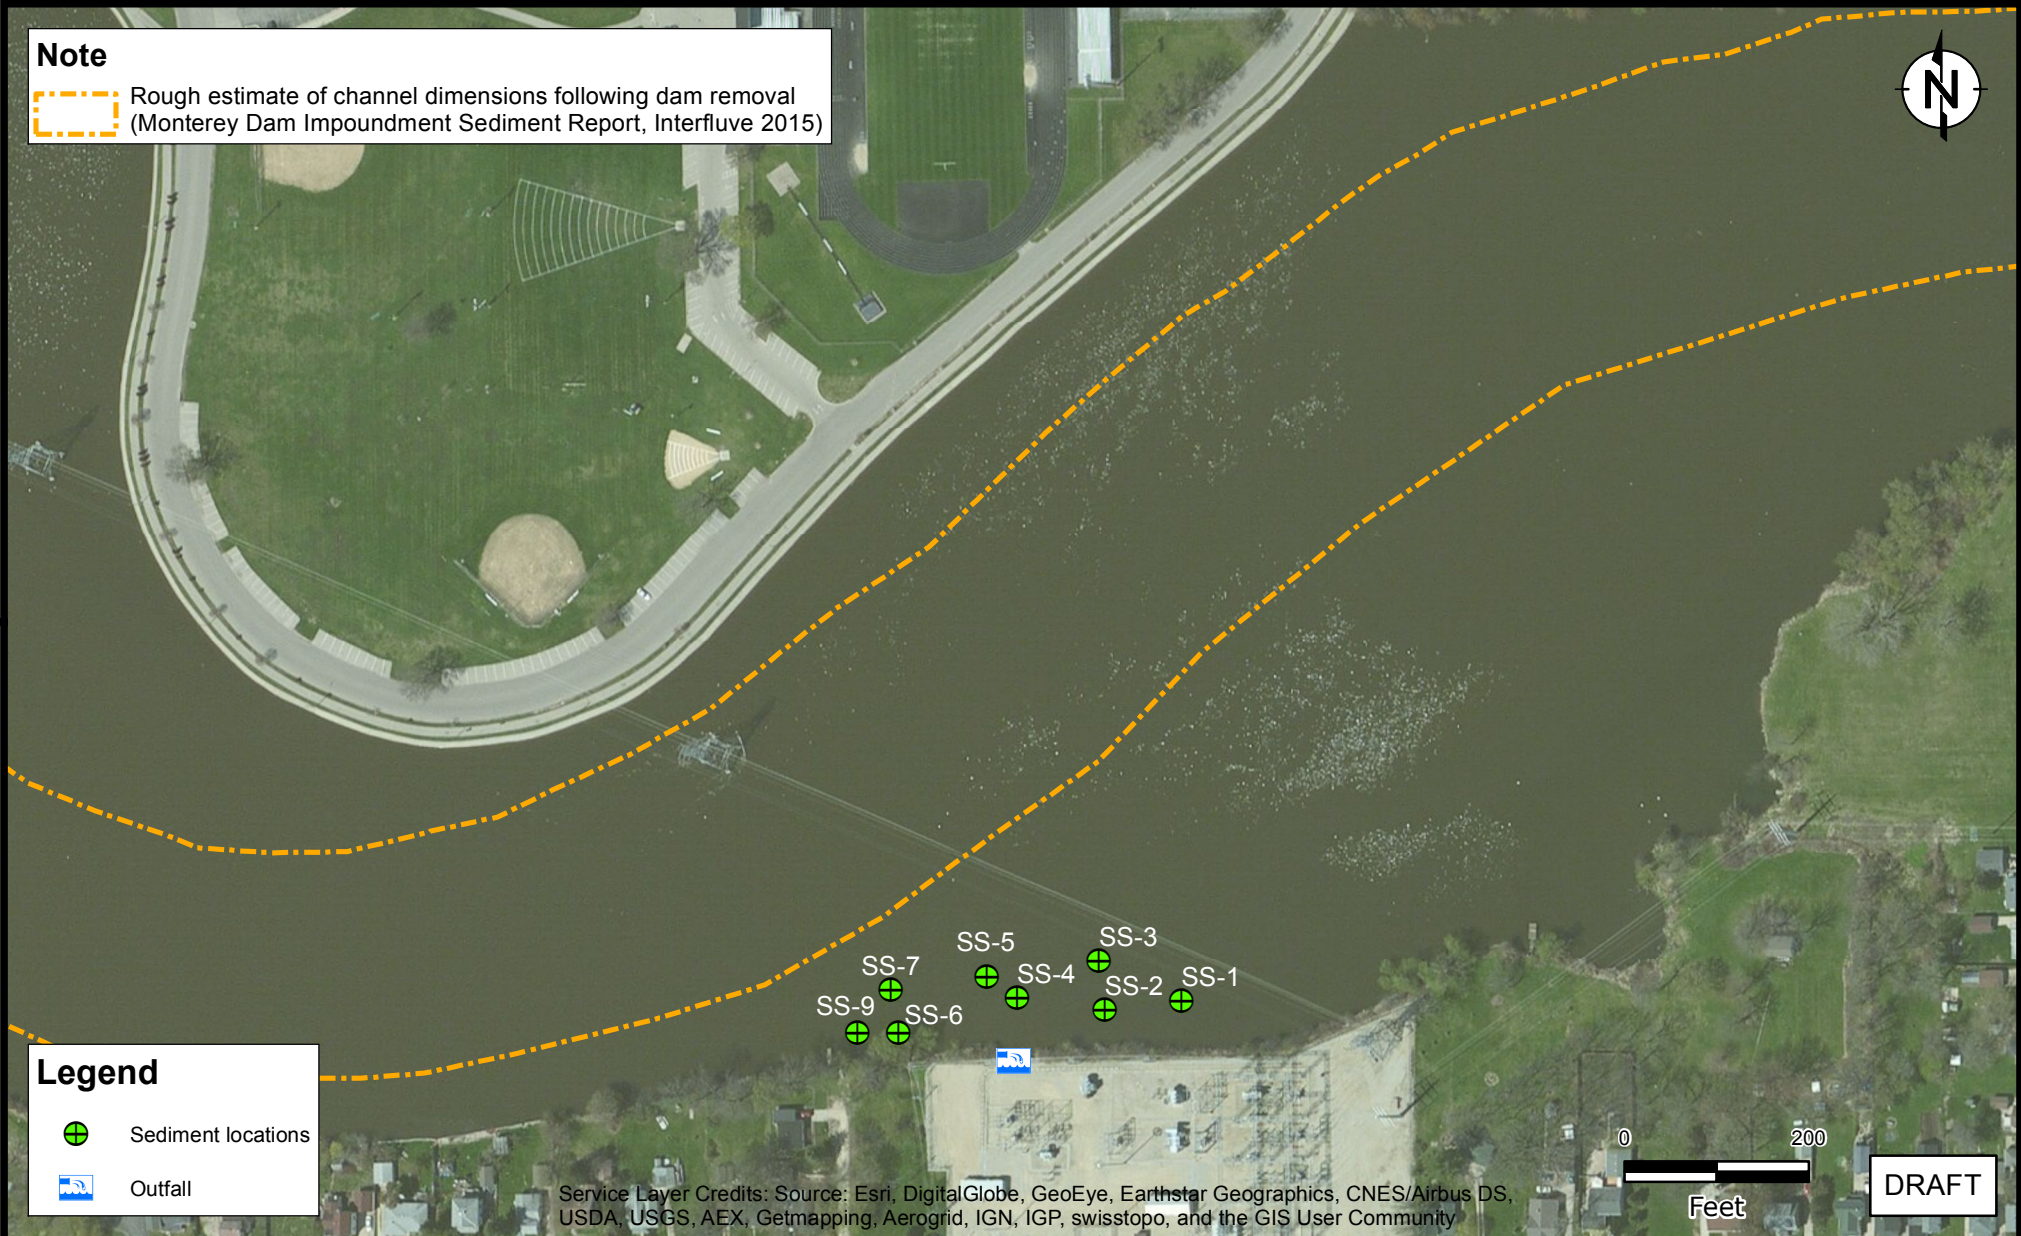 Note
Rough estimate of channel dimensions following dam removal
(Monterey Dam Impoundment Sediment Report, Interfluve 2015)
N
SS-3
SS-5
SS-7
SS-4
SS-1
SS-2
SS-9
SS-6
Legend
Sediment locations
Outfall
0 200
Feet
DRAFT
Service Layer Credits: Source: Esri, DigitalGlobe, GeoEye, Earthstar Geographics, CNES/Airbus DS,
USDA, USGS, AEX, Getmapping, Aerogrid, IGN, IGP, swisstopo, and the GIS User Community